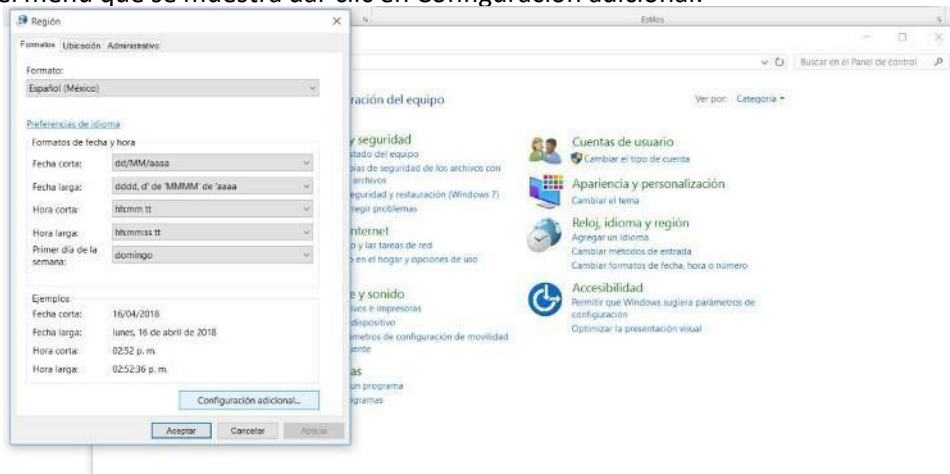 el menú que se muestra dar clic en Configuración adicional.
Estilos
Región
Formatos Ubicación Administrativo
Formato:
Español (México)
Preferencias de idioma
Formatos de fecha y hora
Fecha corta: dd/MM/aaaa
Fecha larga: dddd, d' de 'MMMM' de 'aaaa
Hora corta: hh:mm tt
Hora larga: hh:mm:ss tt
Primer día de la
semana: domingo
Ejemplos
Fecha corta: 16/04/2018
Fecha larga: lunes, 16 de abril de 2018
Hora corta: 02:52 p. m.
Hora larga: 02:52:36 p. m.
Configuración adicional...
Aceptar Cancelar Aplicar
Buscar en el Panel de control
ración del equipo
Ver por: Categoría
y seguridad
stado del equipo
ias de seguridad de los archivos con
archivos
eguridad y restauración (Windows 7)
regir problemas
nternet
o y las tareas de red
o en el hogar y opciones de uso
e y sonido
ivos e impresoras
dispositivo
ámetros de configuración de movilidad
uente
as
un programa
ogramas
Cuentas de usuario
Cambiar el tipo de cuenta
Apariencia y personalización
Cambiar el tema
Reloj, idioma y región
Agregar un idioma
Cambiar métodos de entrada
Cambiar formatos de fecha, hora o número
Accesibilidad
Permitir que Windows sugiera parámetros de
configuración
Optimizar la presentación visual